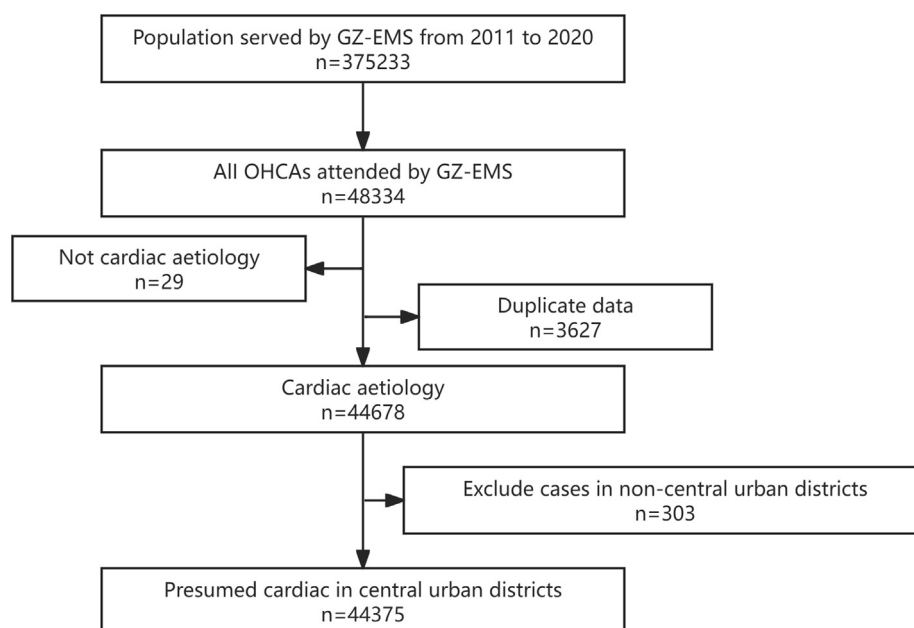 Population served by GZ-EMS from 2011 to 2020
n=375233
All OHCAs attended by GZ-EMS
n=48334
Not cardiac aetiology
n=29
Duplicate data
n=3627
Cardiac aetiology
n=44678
Exclude cases in non-central urban districts
n=303
Presumed cardiac in central urban districts
n=44375